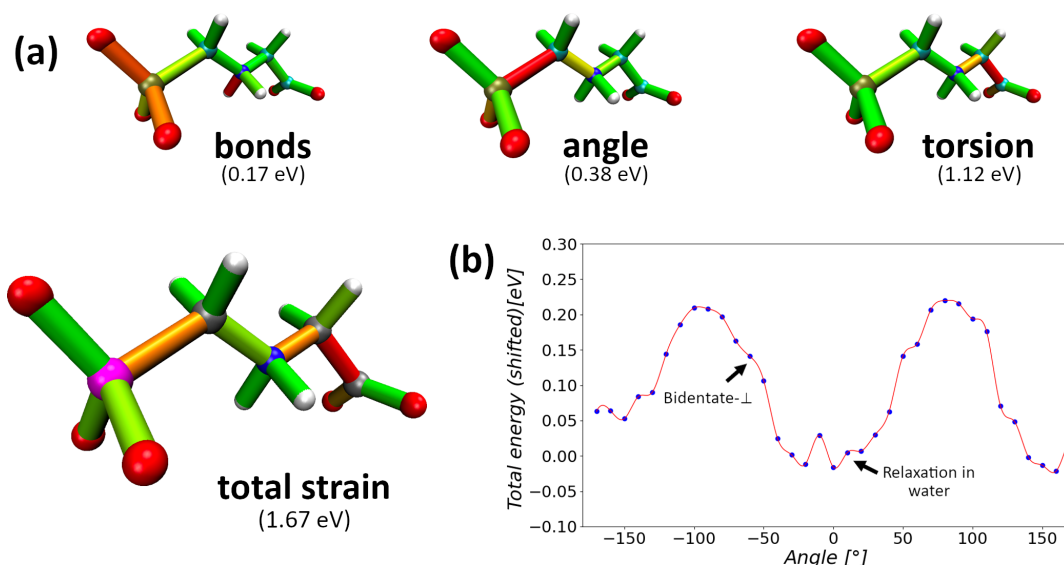 (a)
bonds
(0.17 eV)
angle
(0.38 eV)
torsion
(1.12 eV)
total strain
(1.67 eV)
(b)
Total energy (shifted)[eV]
0.30
0.25
0.20
0.15
0.10
0.05
0.00
−0.05
−0.10
Bidentate-⊥
Relaxation in
water
−150 −100 −50 0 50 100 150
Angle [°]